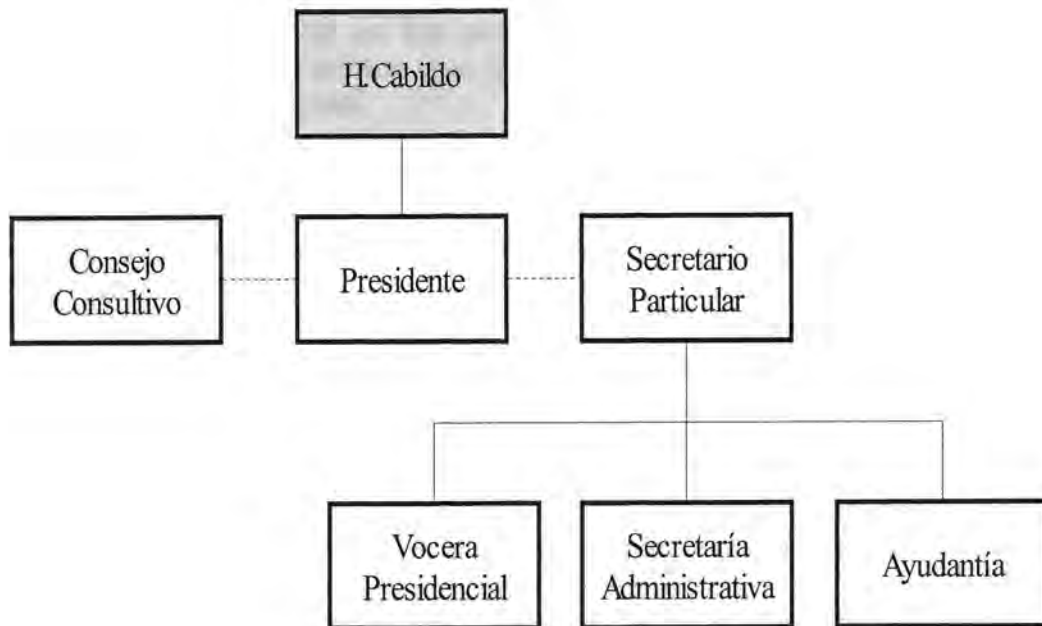 H. Cabildo
Consejo
Consultivo
Presidente
Secretario
Particular
Vocera
Presidencial
Secretaría
Administrativa
Ayudantía